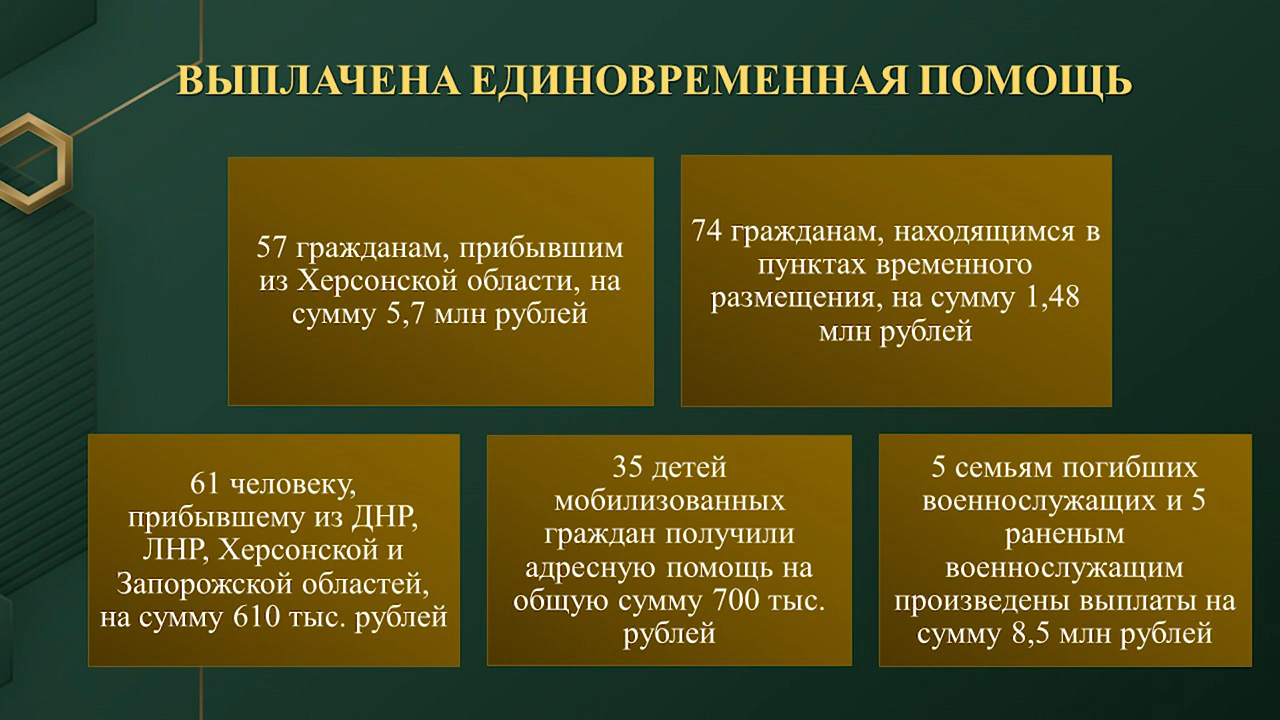 ВЫПЛАЧЕНА ЕДИНОВРЕМЕННАЯ ПОМОЩЬ
57 гражданам, прибывшим
из Херсонской области, на
сумму 5,7 млн рублей
74 гражданам, находящимся в
пунктах временного
размещения, на сумму 1,48
млн рублей
61 человеку,
прибывшему из ДНР,
ЛНР, Херсонской и
Запорожской областей,
на сумму 610 тыс. рублей
35 детей
мобилизованных
граждан получили
адресную помощь на
общую сумму 700 тыс.
рублей
5 семьям погибших
военнослужащих и 5
раненым
военнослужащим
произведены выплаты на
сумму 8,5 млн рублей